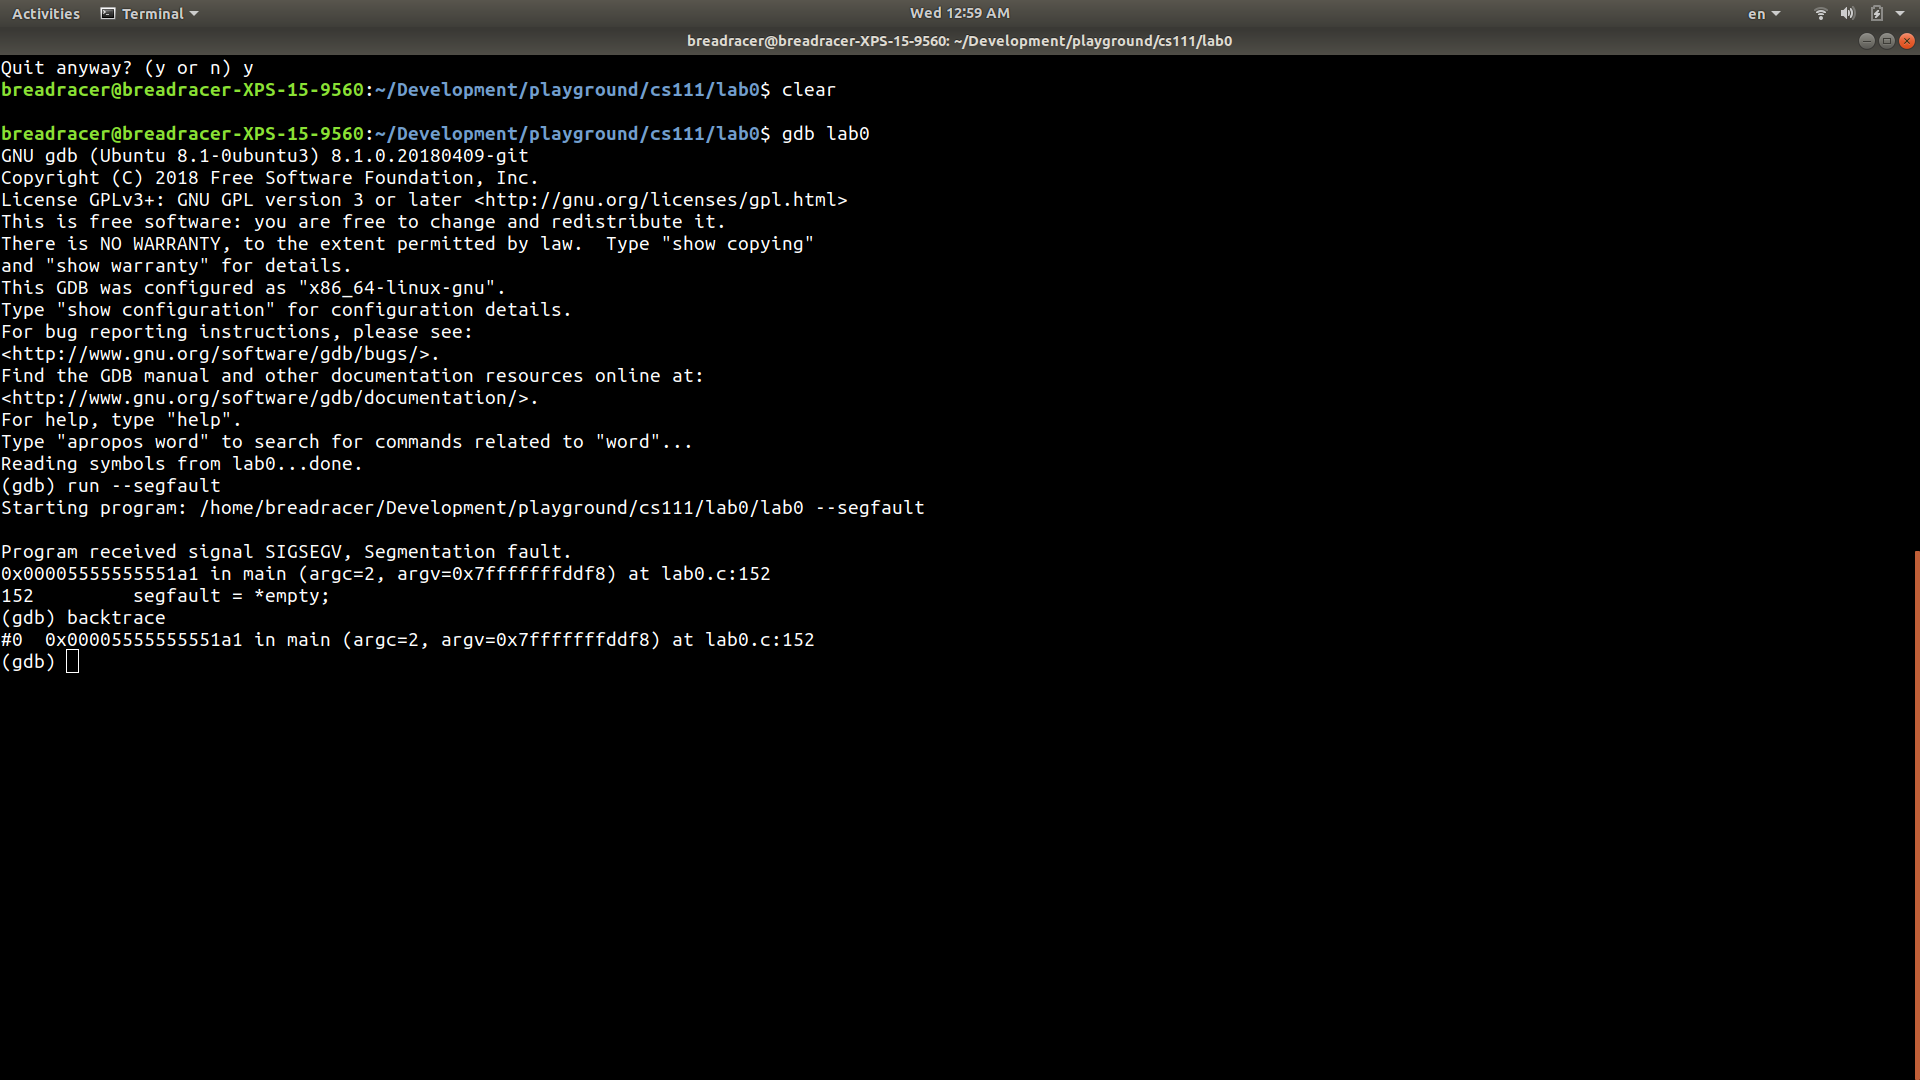 Activities Terminal Wed 12:59 AM en
breadracer@breadracer-XPS-15-9560: ~/Development/playground/cs111/lab0
Quit anyway? (y or n) y
breadracer@breadracer-XPS-15-9560:~/Development/playground/cs111/lab0$ clear
breadracer@breadracer-XPS-15-9560:~/Development/playground/cs111/lab0$ gdb lab0
GNU gdb (Ubuntu 8.1-0ubuntu3) 8.1.0.20180409-git
Copyright (C) 2018 Free Software Foundation, Inc.
License GPLv3+: GNU GPL version 3 or later <http://gnu.org/licenses/gpl.html>
This is free software: you are free to change and redistribute it.
There is NO WARRANTY, to the extent permitted by law.  Type "show copying"
and "show warranty" for details.
This GDB was configured as "x86_64-linux-gnu".
Type "show configuration" for configuration details.
For bug reporting instructions, please see:
<http://www.gnu.org/software/gdb/bugs/>.
Find the GDB manual and other documentation resources online at:
<http://www.gnu.org/software/gdb/documentation/>.
For help, type "help".
Type "apropos word" to search for commands related to "word"...
Reading symbols from lab0...done.
(gdb) run --segfault
Starting program: /home/breadracer/Development/playground/cs111/lab0/lab0 --segfault
Program received signal SIGSEGV, Segmentation fault.
0x00005555555551a1 in main (argc=2, argv=0x7fffffffddf8) at lab0.c:152
152         segfault = *empty;
(gdb) backtrace
#0  0x00005555555551a1 in main (argc=2, argv=0x7fffffffddf8) at lab0.c:152
(gdb)